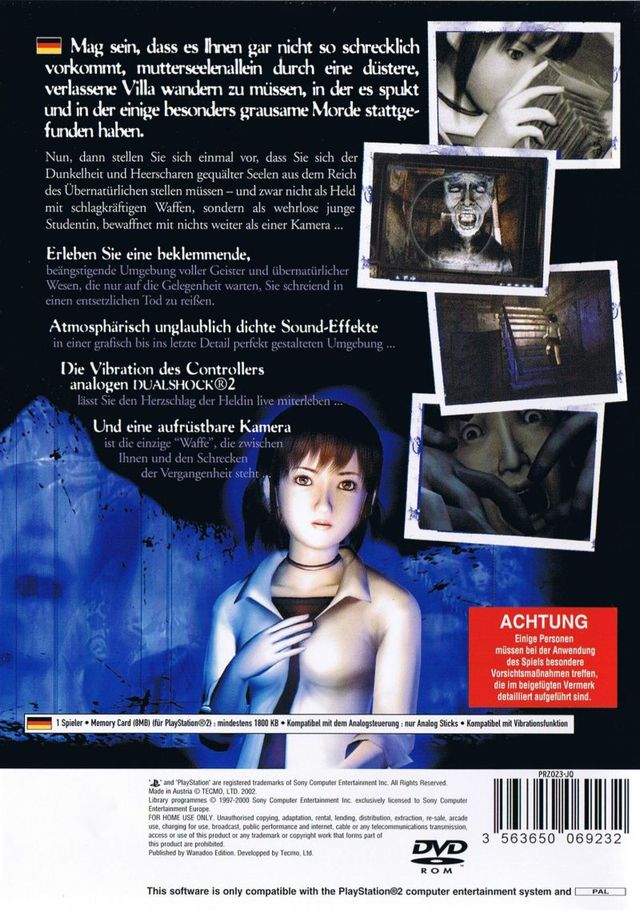 Mag sein, dass es Ihnen gar nicht so schrecklich
vorkommt, mutterseelenallein durch eine düstere,
verlassene Villa wandern zu müssen, in der es spukt
und in der einige besonders grausame Morde stattge-
funden haben.
Nun, dann stellen Sie sich einmal vor, dass Sie sich der
Dunkelheit und Heerscharen gequälter Seelen aus dem Reich
des Übernatürlichen stellen müssen – und zwar nicht als Held
mit schlagkräftigen Waffen, sondern als wehrlose junge
Studentin, bewaffnet mit nichts weiter als einer Kamera ...
Erleben Sie eine beklemmende,
beängstigende Umgebung voller Geister und übernatürlicher
Wesen, die nur auf die Gelegenheit warten, Sie schreiend in
einen entsetzlichen Tod zu reißen.
Atmosphärisch unglaublich dichte Sound-Effekte
in einer grafisch bis ins letzte Detail perfekt gestalteten Umgebung ...
Die Vibration des Controllers
analogen DUALSHOCK®2
lässt Sie den Herzschlag der Heldin live miterleben ...
Und eine aufrüstbare Kamera
ist die einzige "Waffe", die zwischen
Ihnen und den Schrecken
der Vergangenheit steht ...
ACHTUNG
Einige Personen
müssen bei der Anwendung
des Spiels besondere
Vorsichtsmaßnahmen treffen,
die im beigefügten Vermerk
detailliert aufgeführt sind.
1 Spieler • Memory Card (8MB) (für PlayStation®2) : mindestens 1800 KB • Kompatibel mit dem Analogsteuerung : nur Analog Sticks • Kompatibel mit Vibrationsfunktion
"PS" and "PlayStation" are registered trademarks of Sony Computer Entertainment Inc. All Rights Reserved.
Made in Austria © TECMO, LTD. 2002.
Library programmes © 1997-2000 Sony Computer Entertainment Inc. exclusively licensed to Sony Computer
Entertainment Europe.
FOR HOME USE ONLY. Unauthorised copying, adaptation, rental, lending, distribution, extraction, re-sale, arcade
use, charging for use, broadcast, public performance and internet, cable or any telecommunications transmission,
access or use of this product or any trademark or copyright work that forms part of
this product are prohibited.
Published by Wanadoo Edition. Developped by Tecmo, Ltd.
DVD
ROM
PRZ023-J0
3 563650 069232
This software is only compatible with the PlayStation®2 computer entertainment system and PAL